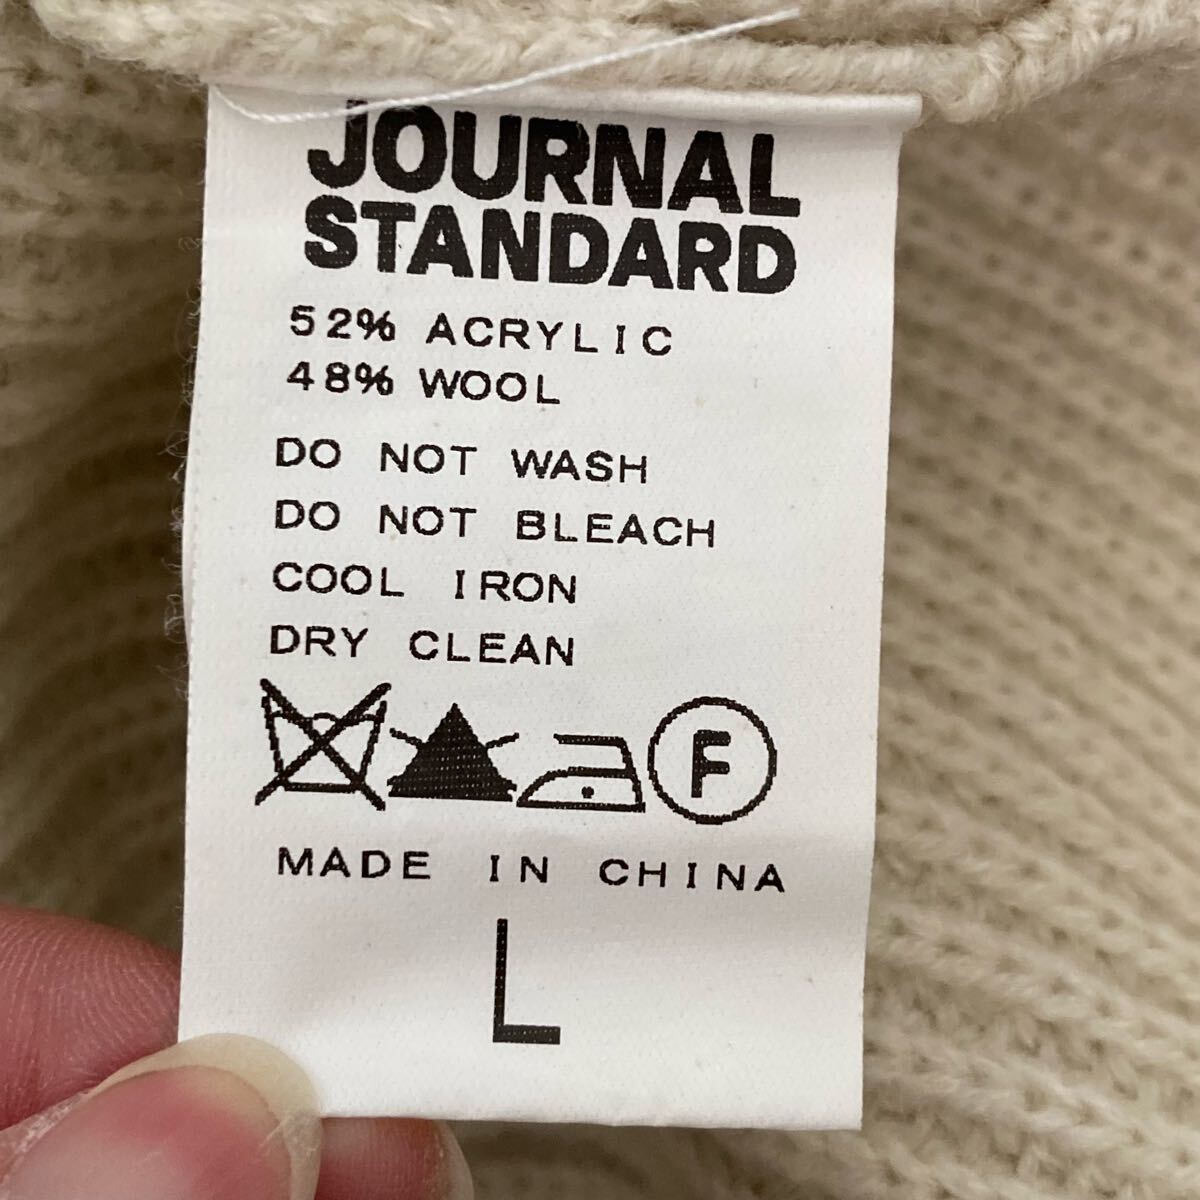 JOURNAL
STANDARD
52% ACRYLIC
48% WOOL
DO NOT WASH
DO NOT BLEACH
COOL IRON
DRY CLEAN
F
MADE IN CHINA
L